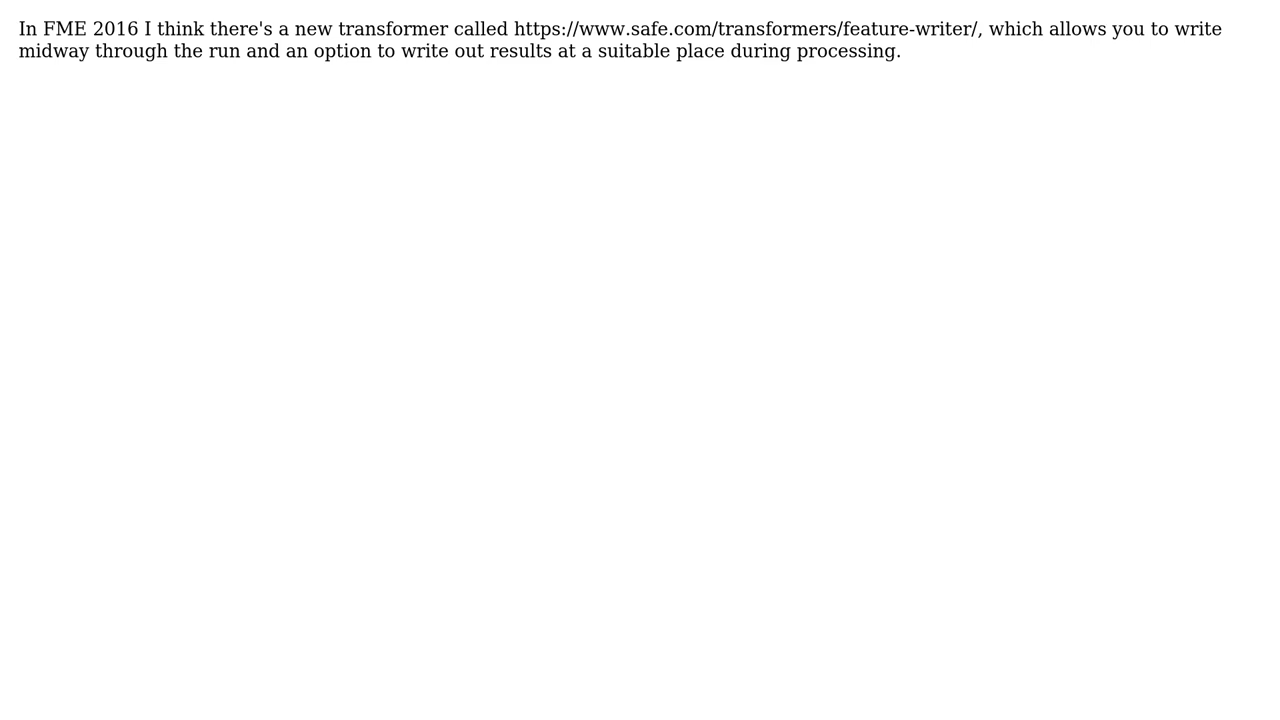 In FME 2016 I think there's a new transformer called https://www.safe.com/transformers/feature-writer/, which allows you to write
midway through the run and an option to write out results at a suitable place during processing.